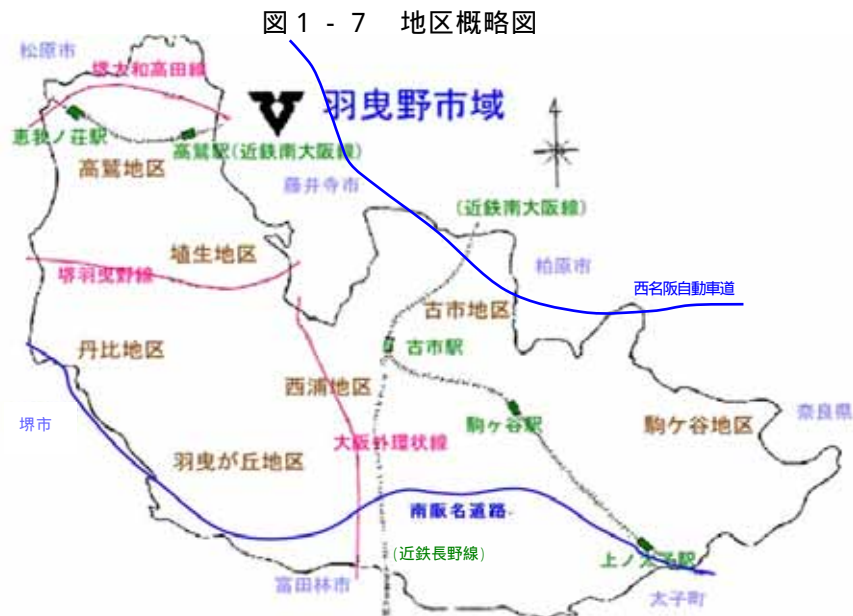 図1-7 地区概略図
松原市
堺大和高田線
羽曳野市域
恵我ノ荘駅
高鷲駅(近鉄南大阪線)
高鷲地区
藤井寺市
(近鉄南大阪線)
埴生地区
柏原市
堺羽曳野線
西名阪自動車道
古市地区
丹比地区
古市駅
西浦地区
堺市
駒ヶ谷駅
駒ケ谷地区
奈良県
大阪外環状線
羽曳が丘地区
南阪名道路
(近鉄長野線)
上ノ太子駅
富田林市
太子町